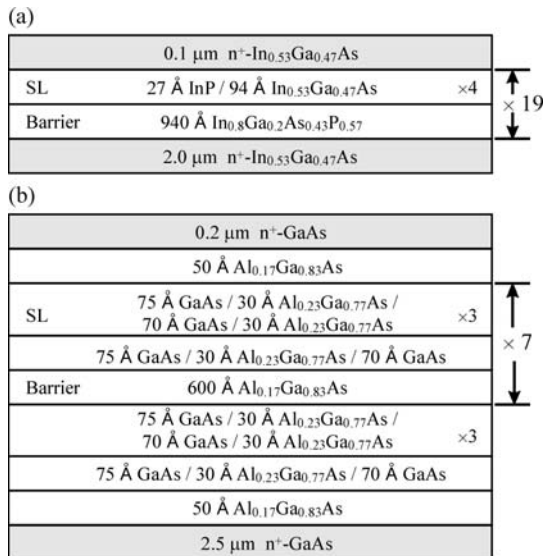 (a)
0.1 μm n⁺-In₀.₅₃Ga₀.₄₇As
SL 27 Å InP / 94 Å In₀.₅₃Ga₀.₄₇As ×4
× 19
Barrier 940 Å In₀.₈Ga₀.₂As₀.₄₃P₀.₅₇
2.0 μm n⁺-In₀.₅₃Ga₀.₄₇As
(b)
0.2 μm n⁺-GaAs
50 Å Al₀.₁₇Ga₀.₈₃As
SL 75 Å GaAs / 30 Å Al₀.₂₃Ga₀.₇₇As /
70 Å GaAs / 30 Å Al₀.₂₃Ga₀.₇₇As ×3
75 Å GaAs / 30 Å Al₀.₂₃Ga₀.₇₇As / 70 Å GaAs
× 7
Barrier 600 Å Al₀.₁₇Ga₀.₈₃As
75 Å GaAs / 30 Å Al₀.₂₃Ga₀.₇₇As /
70 Å GaAs / 30 Å Al₀.₂₃Ga₀.₇₇As ×3
75 Å GaAs / 30 Å Al₀.₂₃Ga₀.₇₇As / 70 Å GaAs
50 Å Al₀.₁₇Ga₀.₈₃As
2.5 μm n⁺-GaAs